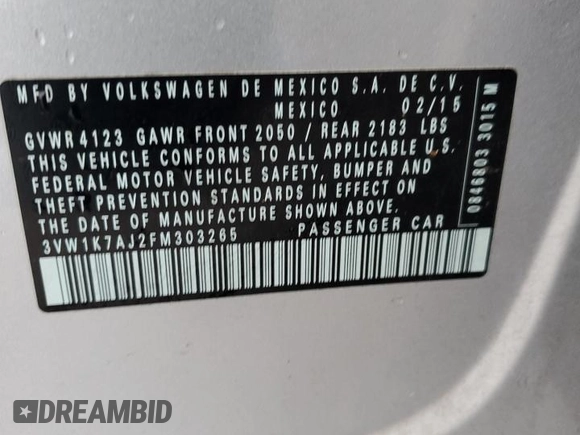 MFD BY VOLKSWAGEN DE MEXICO S.A. DE C.V.
MEXICO 02/15
GVWR 4123 GAWR FRONT 2050 / REAR 2183 LBS
THIS VEHICLE CONFORMS TO ALL APPLICABLE U.S.
FEDERAL MOTOR VEHICLE SAFETY, BUMPER AND
THEFT PREVENTION STANDARDS IN EFFECT ON
THE DATE OF MANUFACTURE SHOWN ABOVE.
3VW1K7AJ2FM303265 PASSENGER CAR
0846803 3015 M
DREAMBID